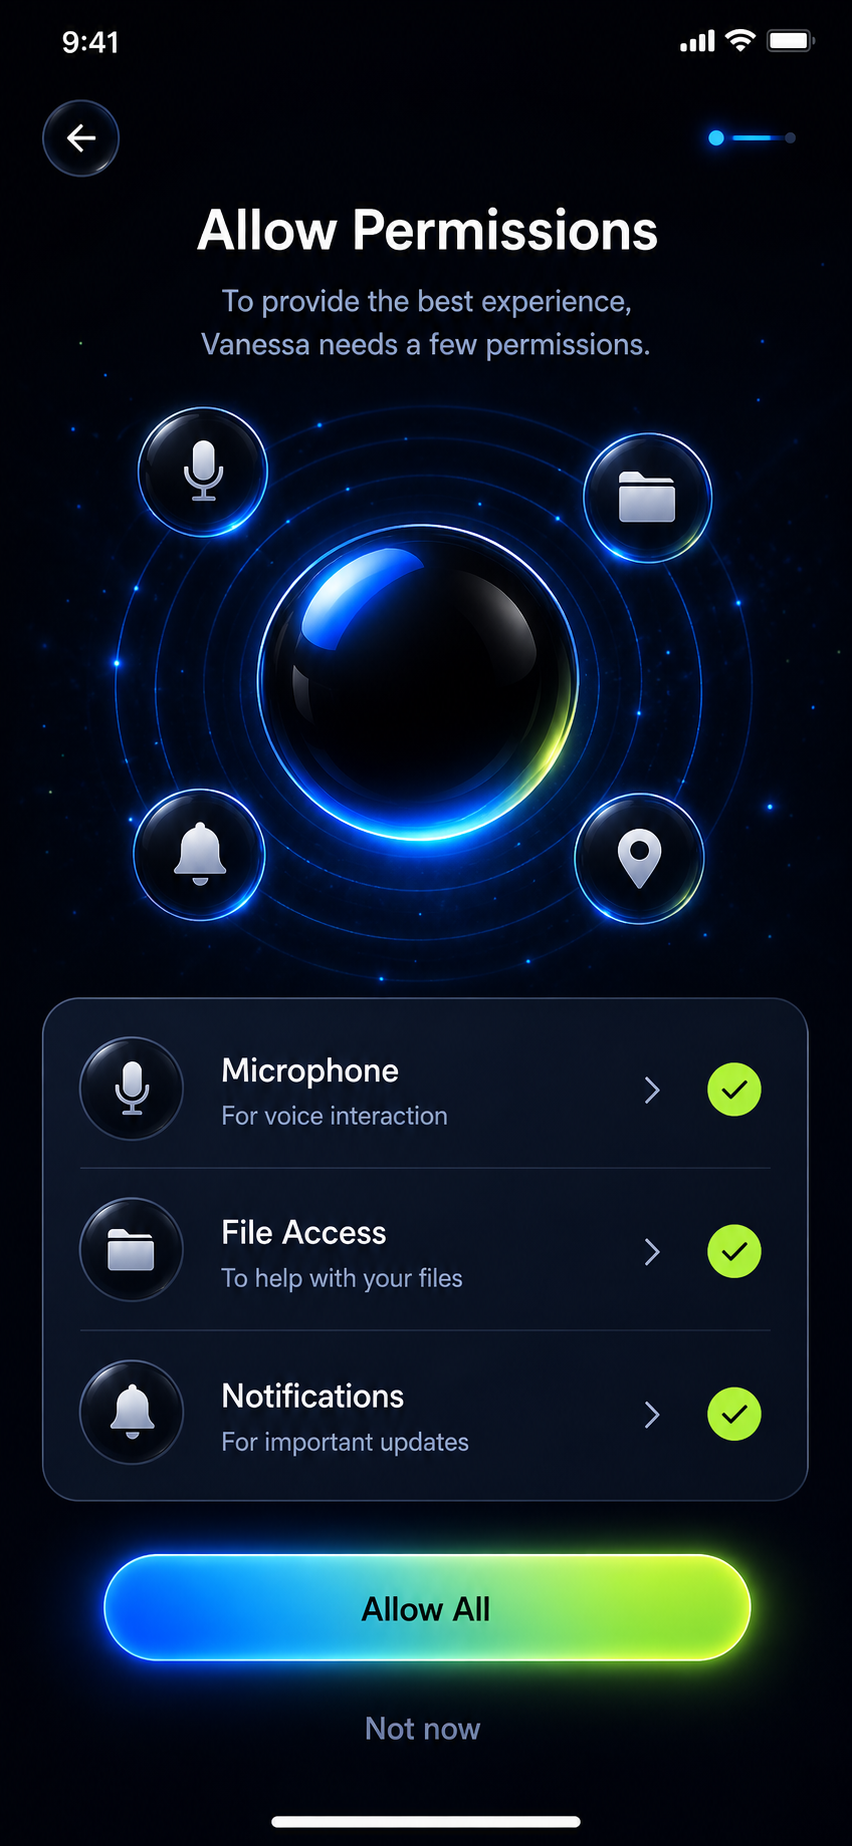 9:41
Allow Permissions
To provide the best experience,
Vanessa needs a few permissions.
Microphone
For voice interaction
File Access
To help with your files
Notifications
For important updates
Allow All
Not now